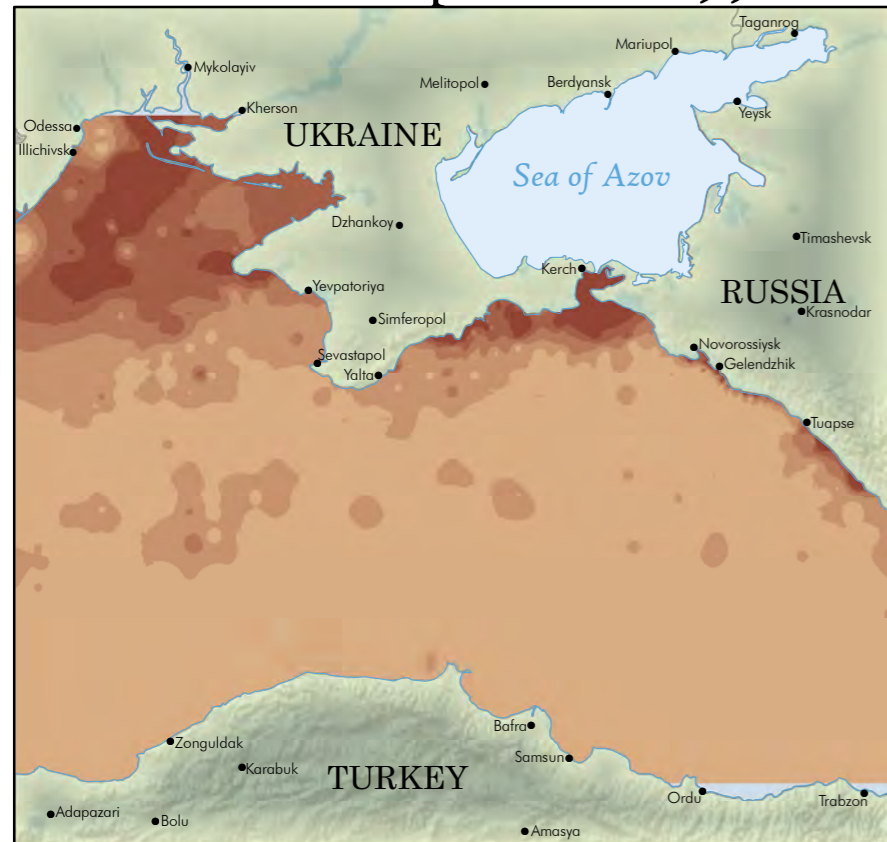 Taganrog
Mariupol
Mykolayiv
Melitopol
Berdyansk
Yeysk
Kherson
Odessa
UKRAINE
Illichivsk
Sea of Azov
Dzhankoy
Timashevsk
Kerch
Yevpatoriya
RUSSIA
Simferopol
Krasnodar
Novorossiysk
Sevastapol
Gelendzhik
Yalta
Tuapse
Bafra
Zonguldak
Samsun
Karabuk
TURKEY
Ordu
Trabzon
Adapazari
Bolu
Amasya